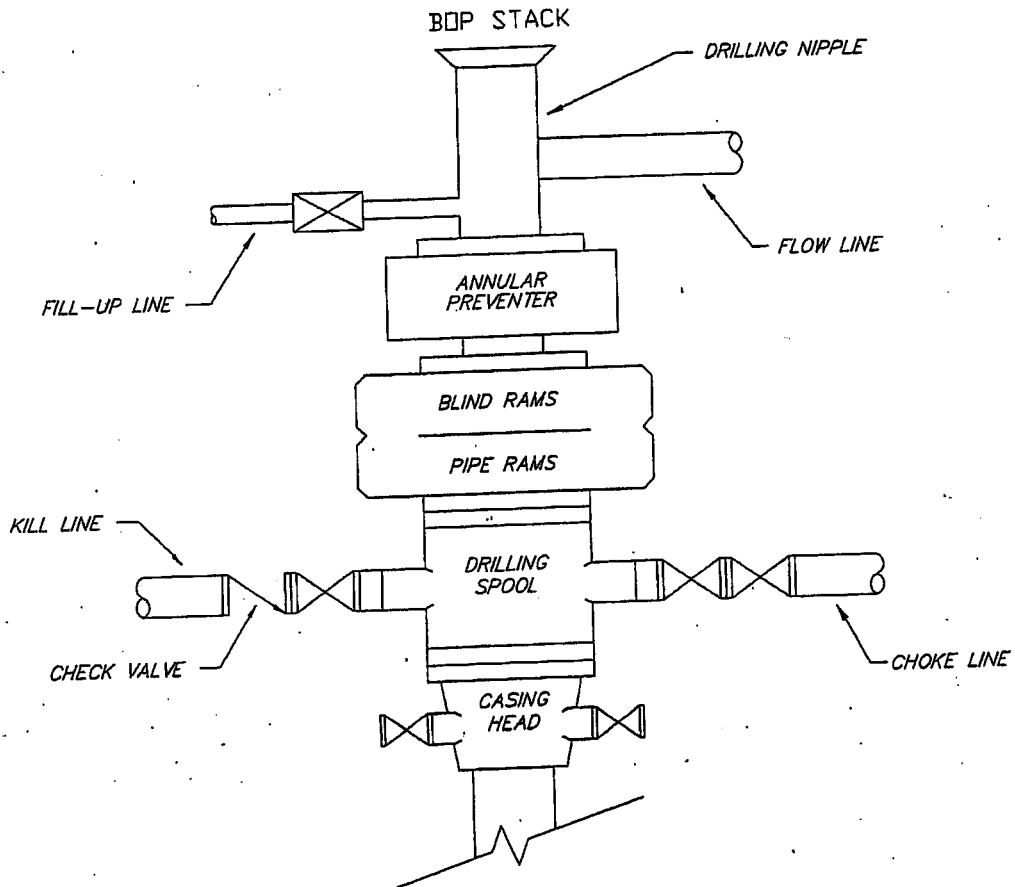 BOP STACK
DRILLING NIPPLE
FLOW LINE
FILL-UP LINE
ANNULAR
PREVENTER
BLIND RAMS
PIPE RAMS
KILL LINE
DRILLING
SPOOL
CHECK VALVE
CHOKE LINE
CASING
HEAD